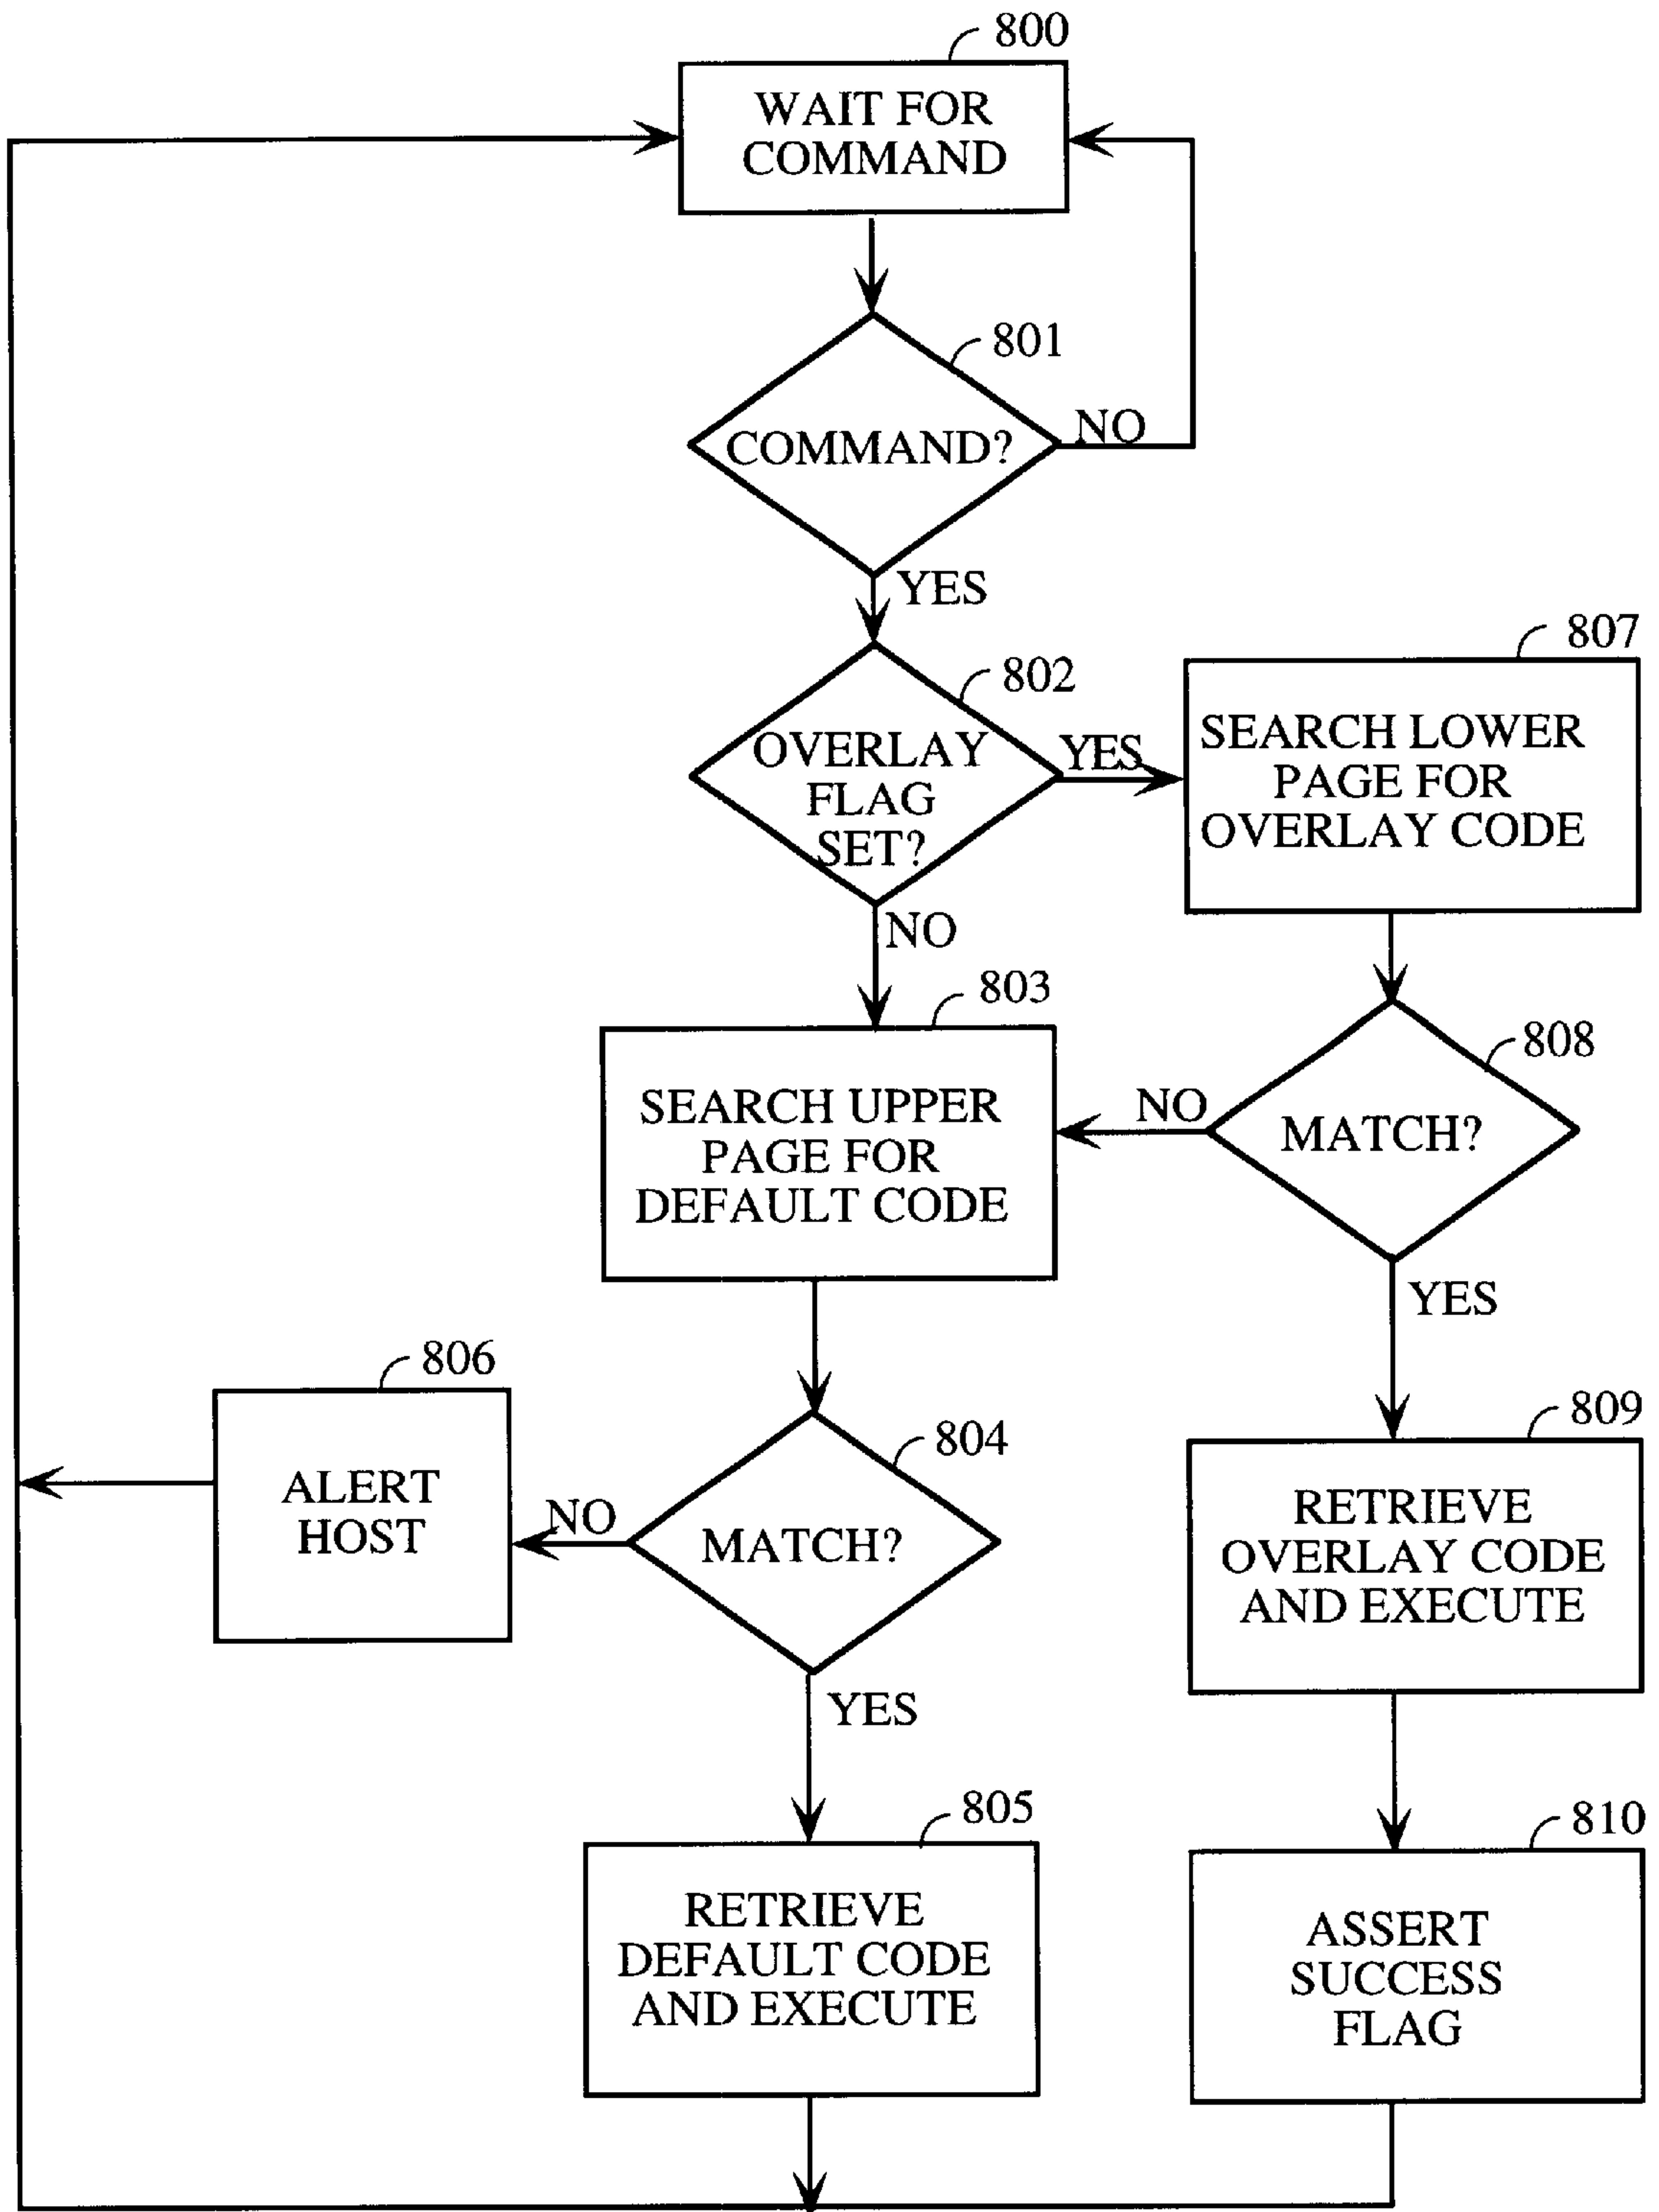 800
WAIT FOR
COMMAND
801
COMMAND?
NO
YES
802
OVERLAY
FLAG
SET?
YES
NO
807
SEARCH LOWER
PAGE FOR
OVERLAY CODE
803
SEARCH UPPER
PAGE FOR
DEFAULT CODE
808
MATCH?
NO
YES
806
ALERT
HOST
804
MATCH?
NO
YES
809
RETRIEVE
OVERLAY CODE
AND EXECUTE
805
RETRIEVE
DEFAULT CODE
AND EXECUTE
810
ASSERT
SUCCESS
FLAG